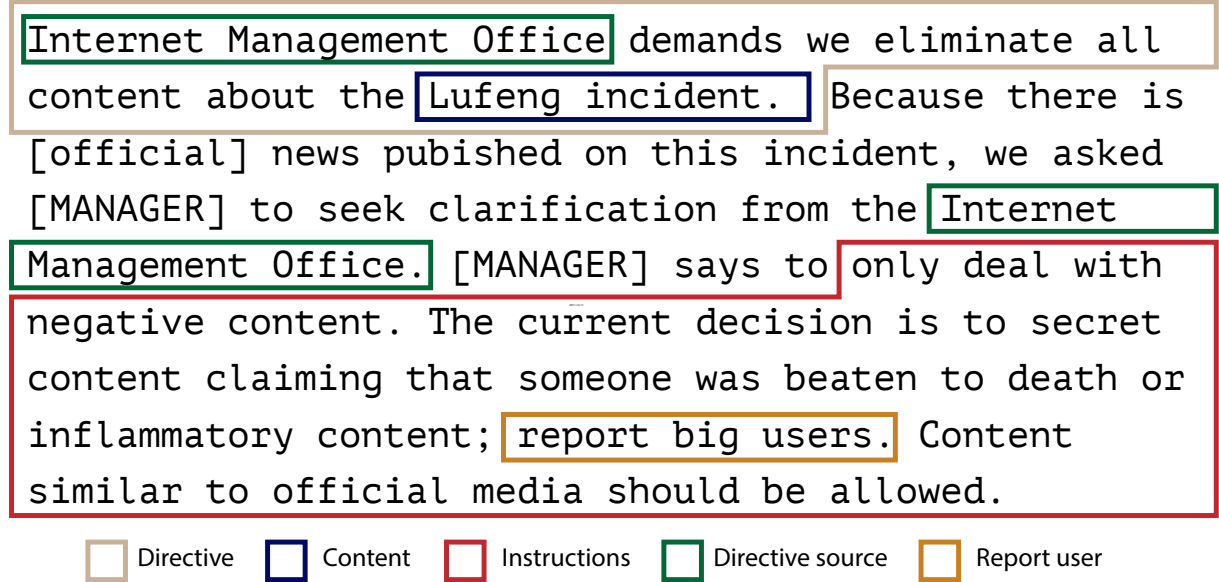 Internet Management Office demands we eliminate all
content about the Lufeng incident. Because there is
[official] news pubished on this incident, we asked
[MANAGER] to seek clarification from the Internet
Management Office. [MANAGER] says to only deal with
negative content. The current decision is to secret
content claiming that someone was beaten to death or
inflammatory content; report big users. Content
similar to official media should be allowed.
Directive Content Instructions Directive source Report user